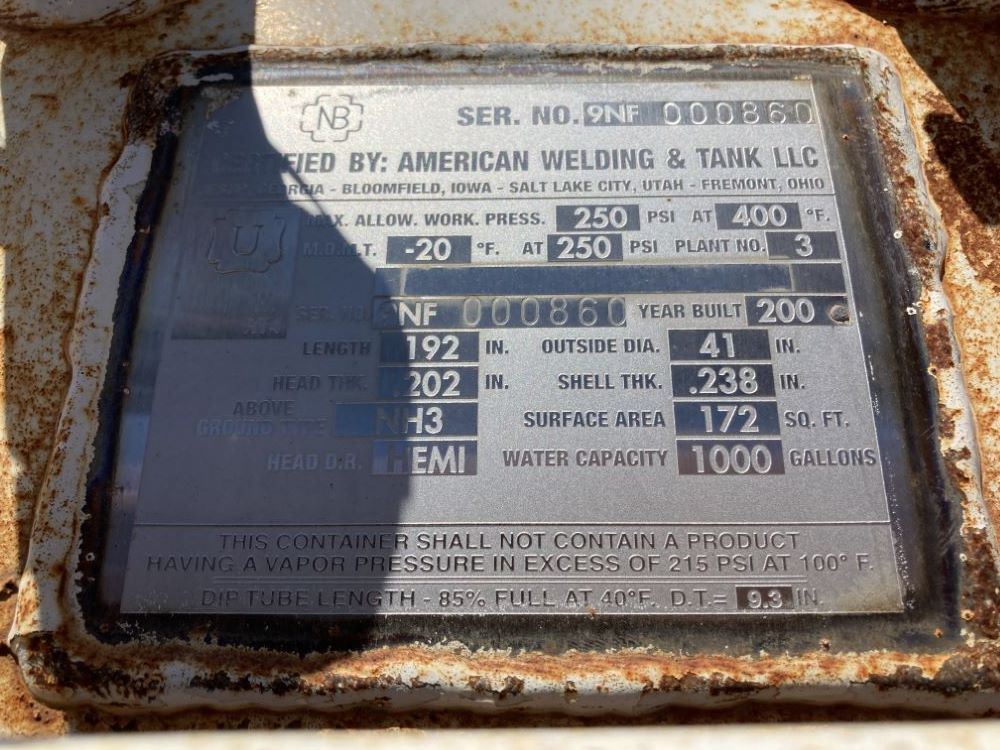 NB
SER. NO. 9NF 000860
BY: AMERICAN WELDING & TANK LLC
GEORGIA - BLOOMFIELD, IOWA - SALT LAKE CITY, UTAH - FREMONT, OHIO
U
MAX. ALLOW. WORK. PRESS. 250 PSI AT 400 °F.
M.D.M.T. -20 °F. AT 250 PSI PLANT NO. 3
W
SER. NO. 9NF 000860 YEAR BUILT 200
LENGTH 192 IN. OUTSIDE DIA. 41 IN.
HEAD THK. .202 IN. SHELL THK. .238 IN.
ABOVE
GROUND TYPE NH3 SURFACE AREA 172 SQ. FT.
HEAD D.R. HEMI WATER CAPACITY 1000 GALLONS
THIS CONTAINER SHALL NOT CONTAIN A PRODUCT
HAVING A VAPOR PRESSURE IN EXCESS OF 215 PSI AT 100° F.
DIP TUBE LENGTH - 85% FULL AT 40°F. D.T.= 9.3 IN.